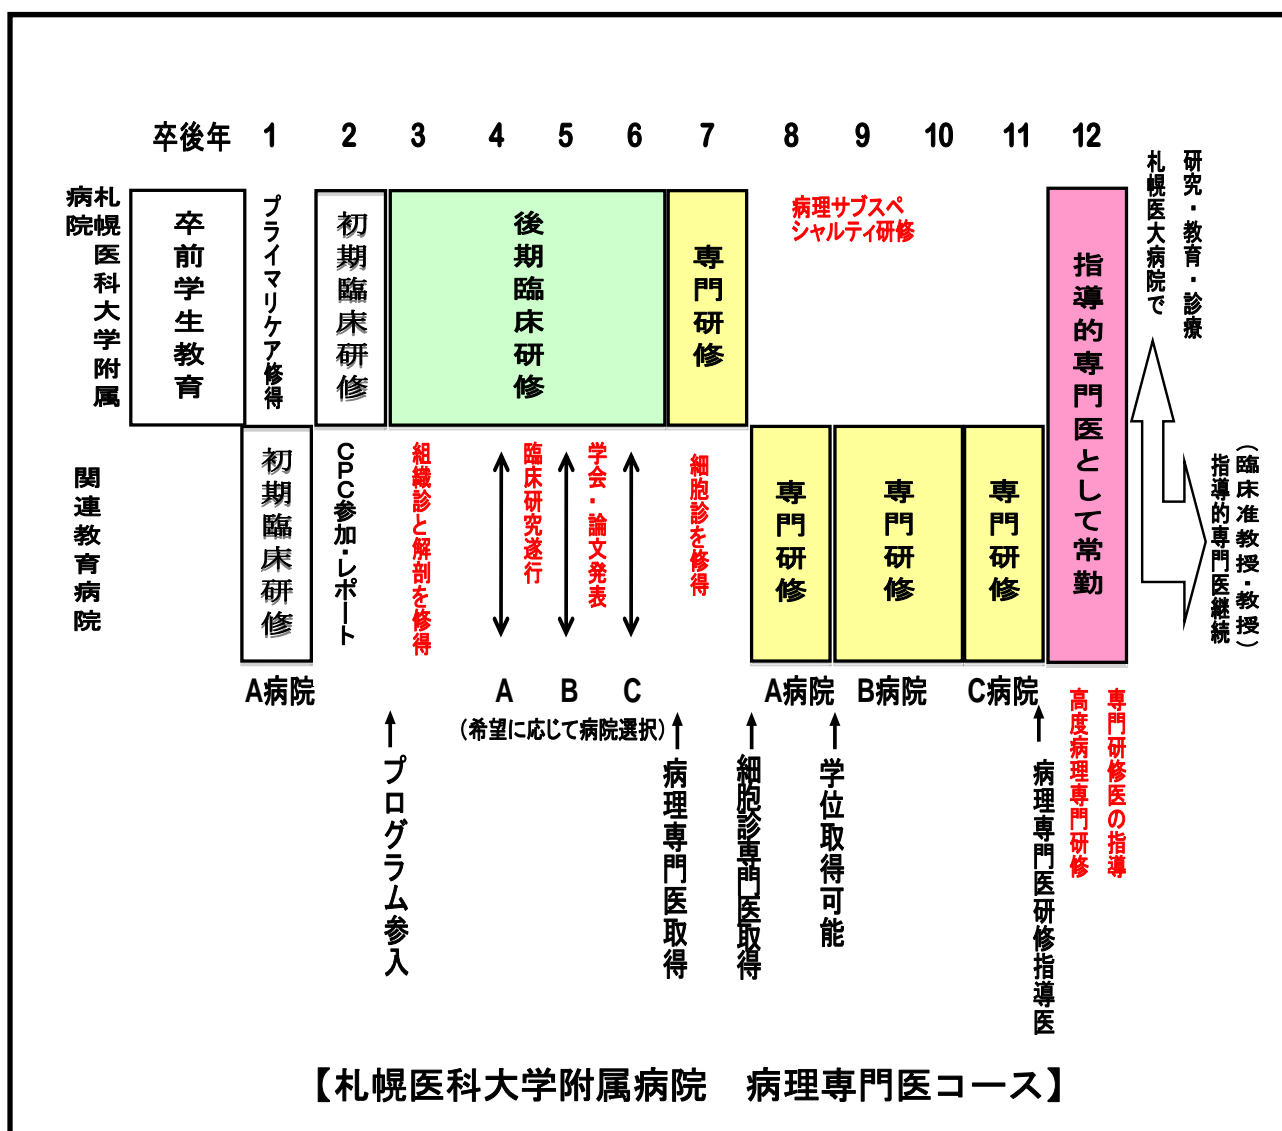 卒後年 1 2 3 4 5 6 7 8 9 10 11 12
札幌医科大学附属
病院
卒前学生教育
プライマリケア修得
初期臨床研修
後期臨床研修
専門研修
病理サブスペ
シャルティ研修
指導的専門医として常勤
研究・教育・診療
札幌医大病院で
関連教育病院
初期臨床研修
CPC参加・レポート
組織診と解剖を修得
臨床研究遂行
学会・論文発表
細胞診を修得
専門研修
専門研修
専門研修
(臨床准教授・教授)
指導的専門医継続
A病院 A B C A病院 B病院 C病院
(希望に応じて病院選択)
プログラム参入
病理専門医取得
細胞診専門医取得
学位取得可能
病理専門医研修指導医
専門研修医の指導
高度病理専門研修
【札幌医科大学附属病院 病理専門医コース】